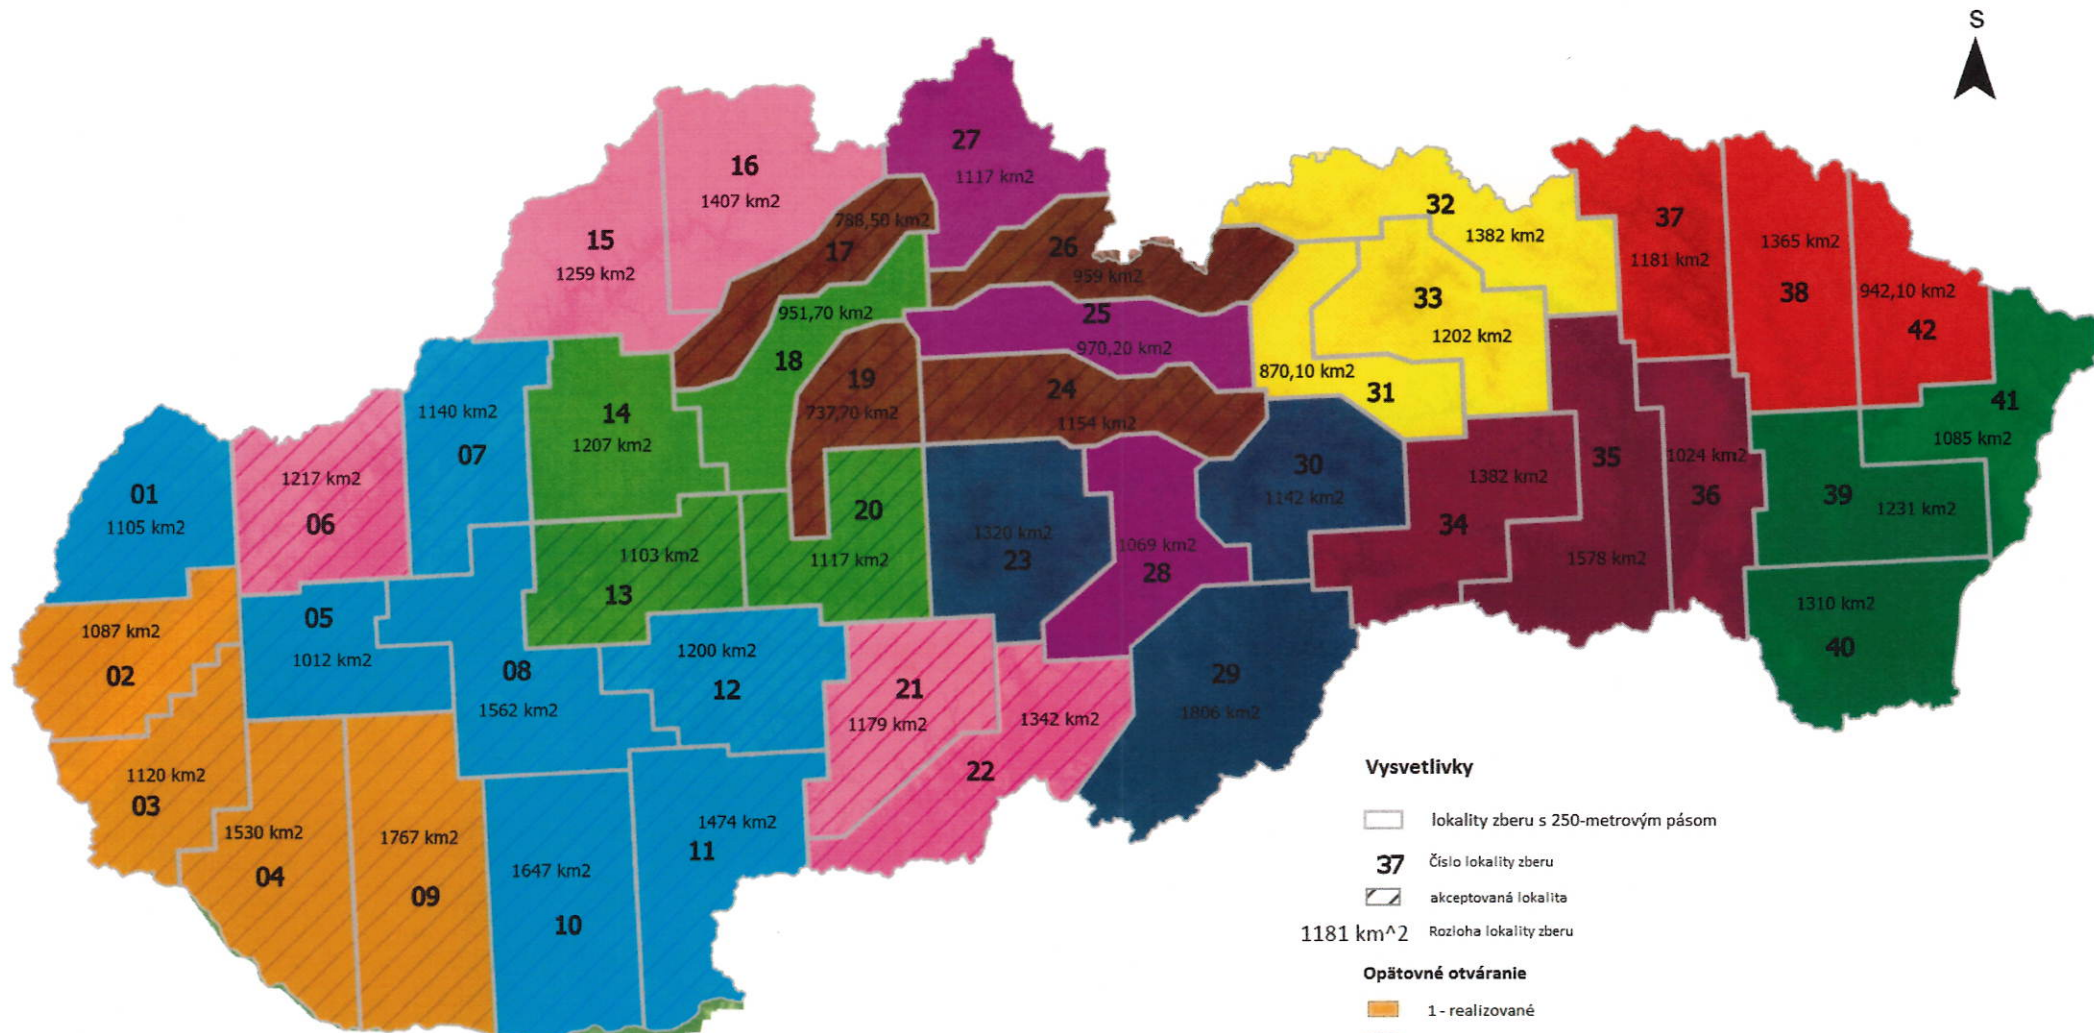 S
27
1117 km2
16
1407 km2
15
1259 km2
788,50 km2
17
26
959 km2
32
1382 km2
37
1181 km2
1365 km2
38
942,10 km2
42
33
1202 km2
25
970,20 km2
951,70 km2
18
870,10 km2
31
19
737,70 km2
24
1154 km2
41
1085 km2
1140 km2
07
14
1207 km2
01
1105 km2
1217 km2
06
20
1117 km2
1103 km2
13
1320 km2
23
1069 km2
28
30
1142 km2
1382 km2
34
35
1578 km2
1024 km2
36
39
1231 km2
1310 km2
40
1087 km2
02
05
1012 km2
08
1562 km2
1200 km2
12
21
1179 km2
1342 km2
22
29
1806 km2
1120 km2
03
1530 km2
04
1767 km2
09
1647 km2
10
1474 km2
11
Vysvetlivky
lokality zberu s 250-metrovým pásom
37 Číslo lokality zberu
akceptovaná lokalita
1181 km^2 Rozloha lokality zberu
Opätovné otváranie
1 - realizované